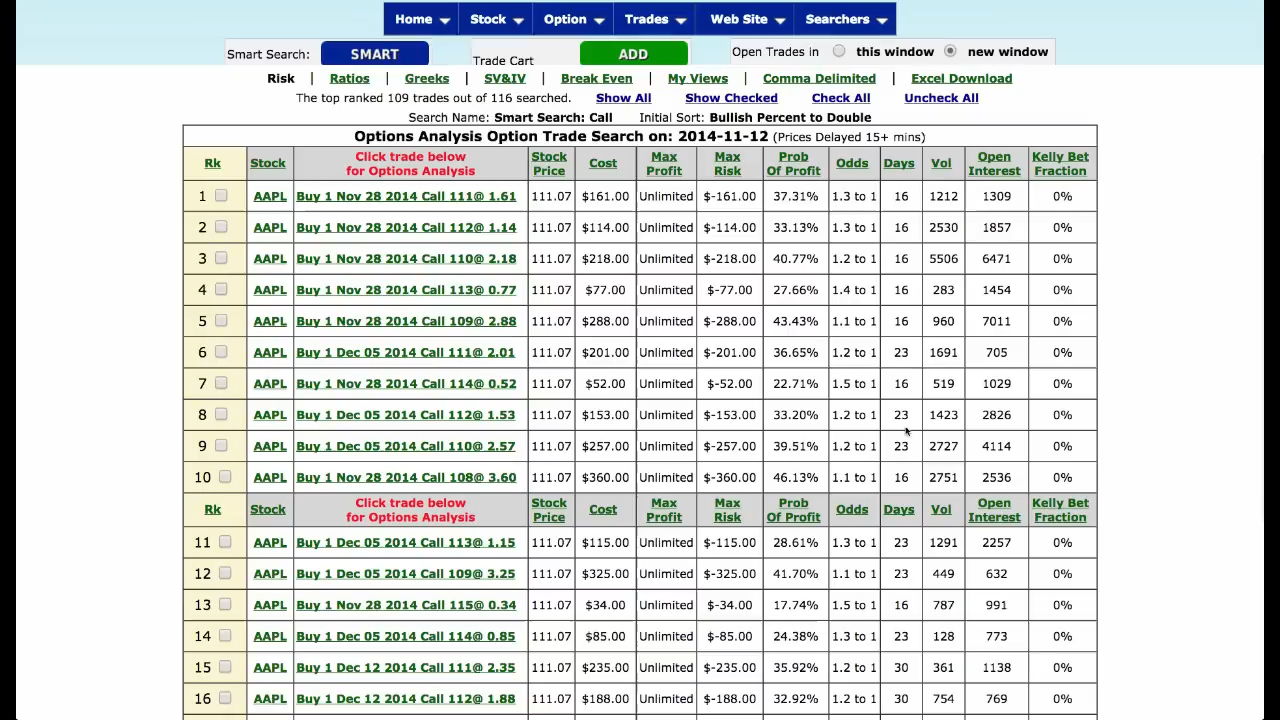 Home Stock Option Trades Web Site Searchers
Smart Search: SMART Trade Cart ADD Open Trades in this window new window
Risk | Ratios | Greeks | SV&IV | Break Even | My Views | Comma Delimited | Excel Download
The top ranked 109 trades out of 116 searched. Show All Show Checked Check All Uncheck All
Search Name: Smart Search: Call Initial Sort: Bullish Percent to Double
Options Analysis Option Trade Search on: 2014-11-12 (Prices Delayed 15+ mins)
Rk Stock Click trade below for Options Analysis Stock Price Cost Max Profit Max Risk Prob Of Profit Odds Days Vol Open Interest Kelly Bet Fraction
1 AAPL Buy 1 Nov 28 2014 Call 111@ 1.61 111.07 $161.00 Unlimited $-161.00 37.31% 1.3 to 1 16 1212 1309 0%
2 AAPL Buy 1 Nov 28 2014 Call 112@ 1.14 111.07 $114.00 Unlimited $-114.00 33.13% 1.3 to 1 16 2530 1857 0%
3 AAPL Buy 1 Nov 28 2014 Call 110@ 2.18 111.07 $218.00 Unlimited $-218.00 40.77% 1.2 to 1 16 5506 6471 0%
4 AAPL Buy 1 Nov 28 2014 Call 113@ 0.77 111.07 $77.00 Unlimited $-77.00 27.66% 1.4 to 1 16 283 1454 0%
5 AAPL Buy 1 Nov 28 2014 Call 109@ 2.88 111.07 $288.00 Unlimited $-288.00 43.43% 1.1 to 1 16 960 7011 0%
6 AAPL Buy 1 Dec 05 2014 Call 111@ 2.01 111.07 $201.00 Unlimited $-201.00 36.65% 1.2 to 1 23 1691 705 0%
7 AAPL Buy 1 Nov 28 2014 Call 114@ 0.52 111.07 $52.00 Unlimited $-52.00 22.71% 1.5 to 1 16 519 1029 0%
8 AAPL Buy 1 Dec 05 2014 Call 112@ 1.53 111.07 $153.00 Unlimited $-153.00 33.20% 1.2 to 1 23 1423 2826 0%
9 AAPL Buy 1 Dec 05 2014 Call 110@ 2.57 111.07 $257.00 Unlimited $-257.00 39.51% 1.2 to 1 23 2727 4114 0%
10 AAPL Buy 1 Nov 28 2014 Call 108@ 3.60 111.07 $360.00 Unlimited $-360.00 46.13% 1.1 to 1 16 2751 2536 0%
Rk Stock Click trade below for Options Analysis Stock Price Cost Max Profit Max Risk Prob Of Profit Odds Days Vol Open Interest Kelly Bet Fraction
11 AAPL Buy 1 Dec 05 2014 Call 113@ 1.15 111.07 $115.00 Unlimited $-115.00 28.61% 1.3 to 1 23 1291 2257 0%
12 AAPL Buy 1 Dec 05 2014 Call 109@ 3.25 111.07 $325.00 Unlimited $-325.00 41.70% 1.1 to 1 23 449 632 0%
13 AAPL Buy 1 Nov 28 2014 Call 115@ 0.34 111.07 $34.00 Unlimited $-34.00 17.74% 1.5 to 1 16 787 991 0%
14 AAPL Buy 1 Dec 05 2014 Call 114@ 0.85 111.07 $85.00 Unlimited $-85.00 24.38% 1.3 to 1 23 128 773 0%
15 AAPL Buy 1 Dec 12 2014 Call 111@ 2.35 111.07 $235.00 Unlimited $-235.00 35.92% 1.2 to 1 30 361 1138 0%
16 AAPL Buy 1 Dec 12 2014 Call 112@ 1.88 111.07 $188.00 Unlimited $-188.00 32.92% 1.2 to 1 30 754 769 0%